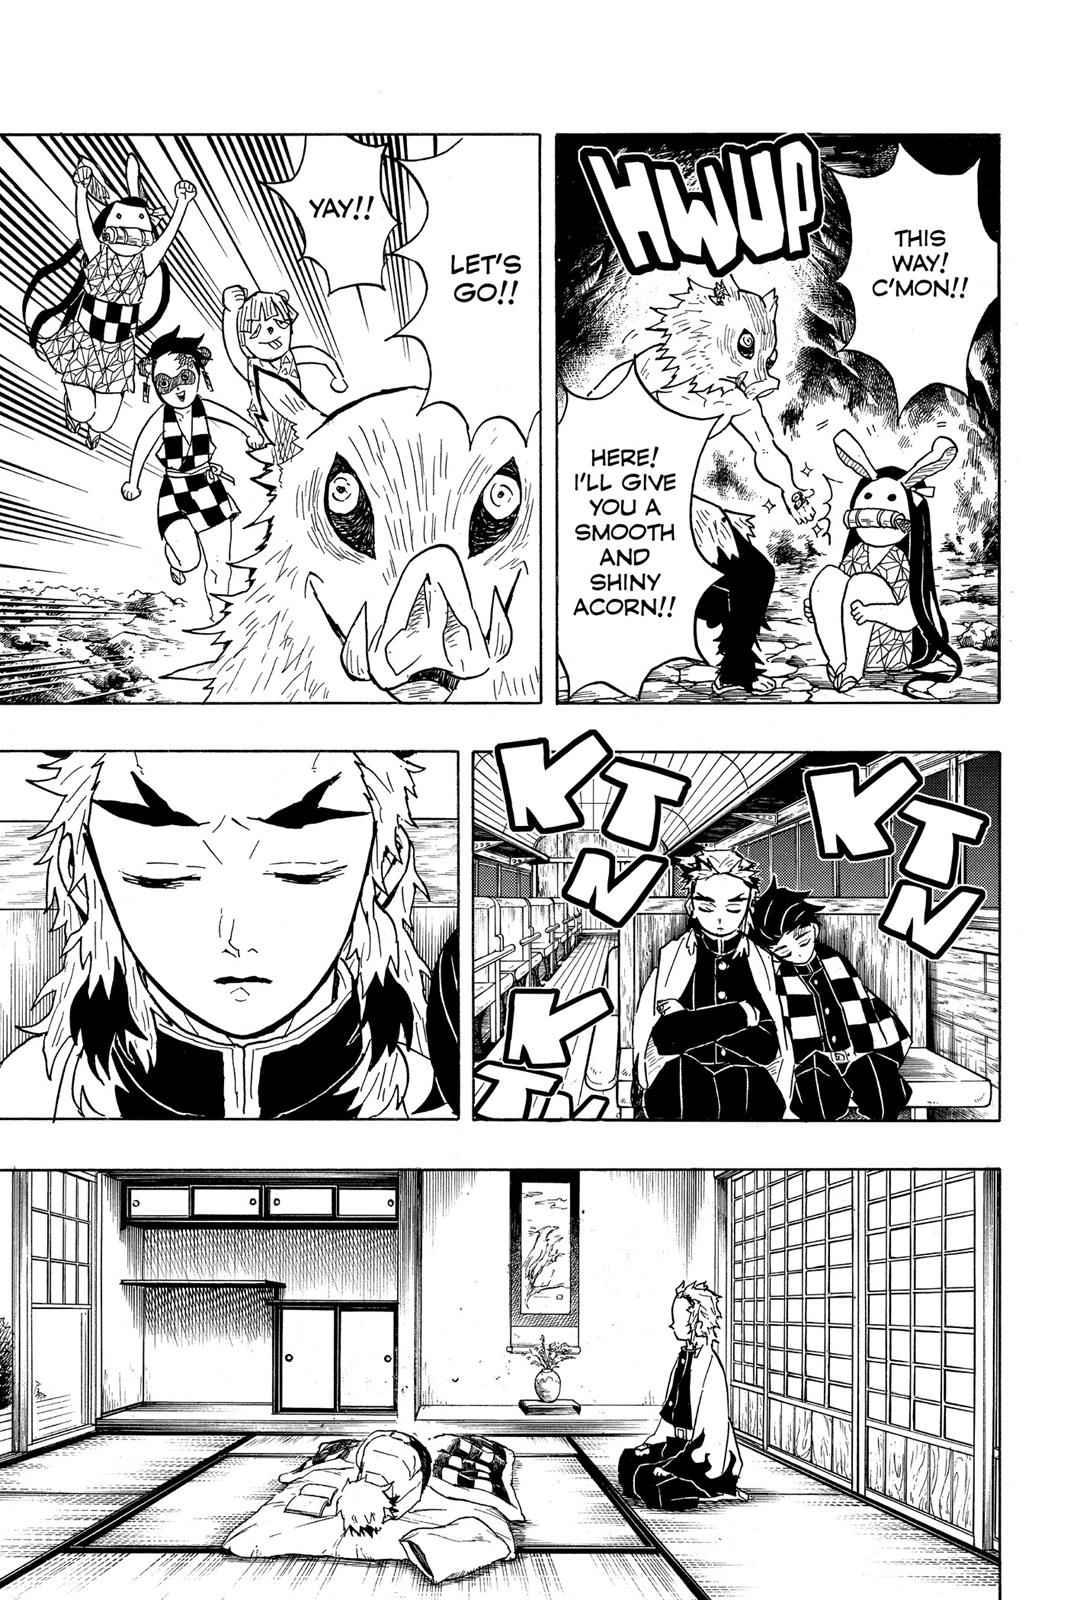 THIS
WAY!
C'MON!!
HWUP
HERE!
I'LL GIVE
YOU A
SMOOTH
AND
SHINY
ACORN!!
LET'S
GO!!
YAY!!
KTN
KTN
KTN